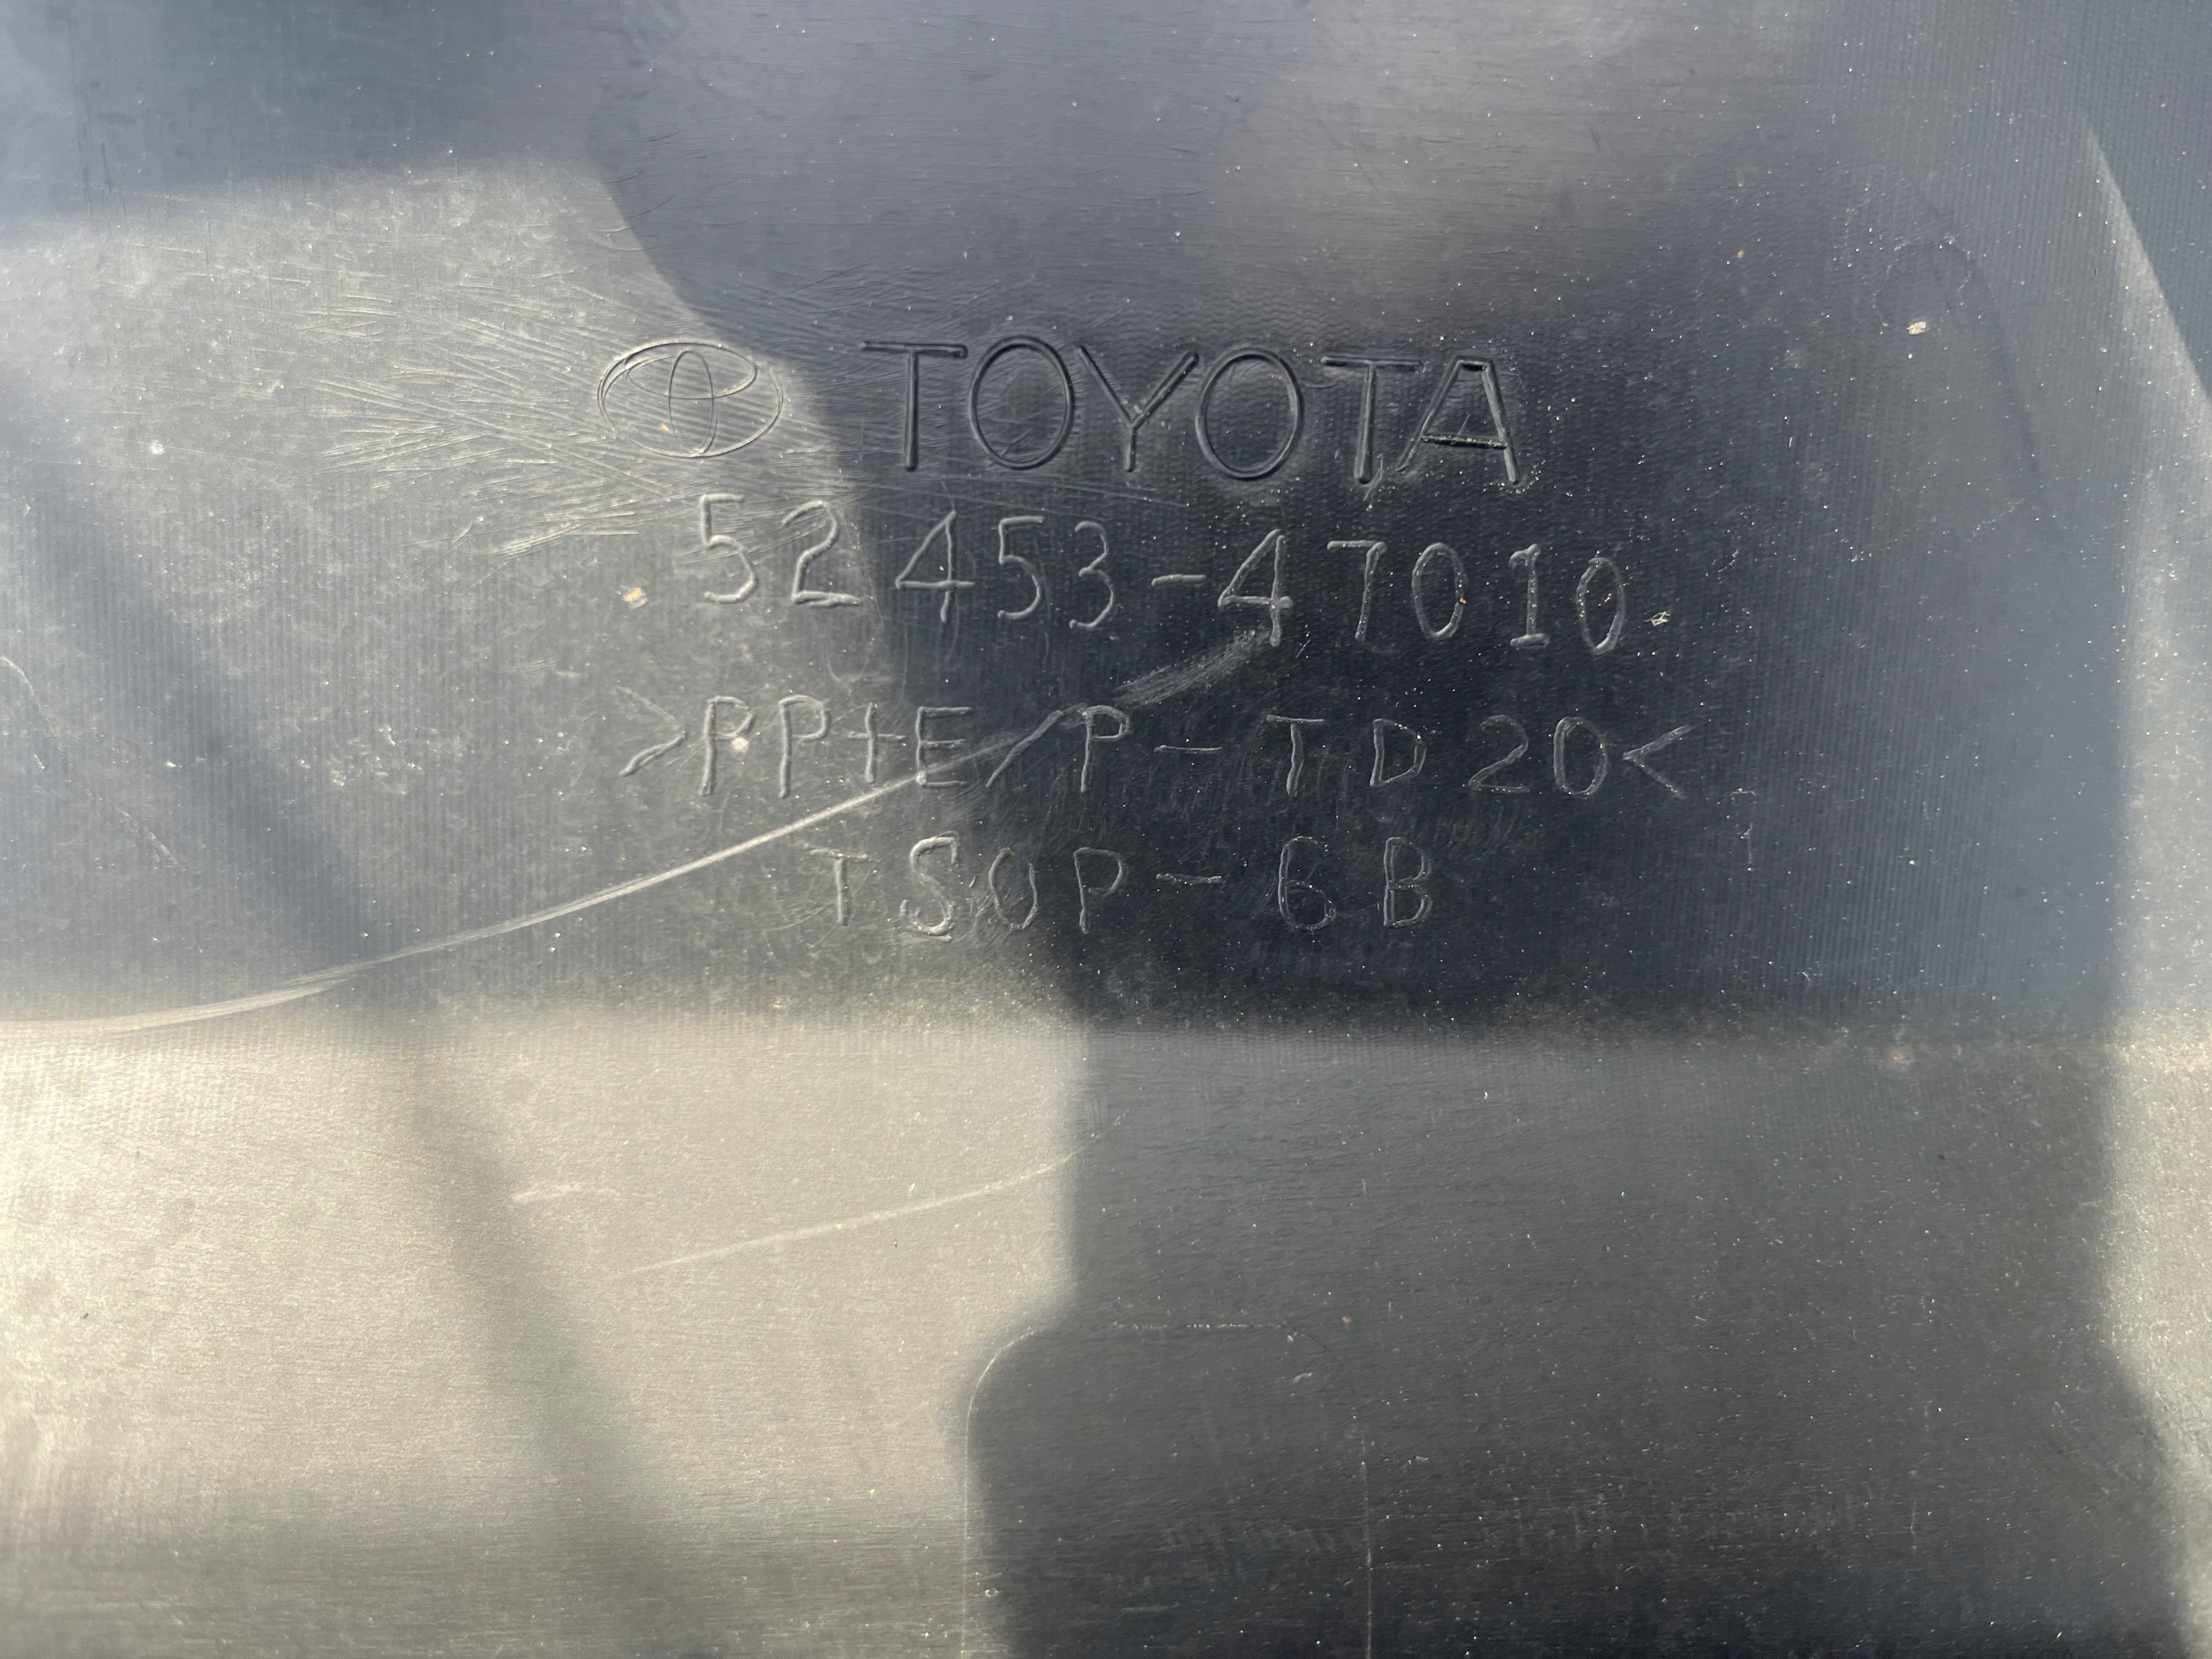 TOYOTA
52453-47010
>PP+E/P-TD20<
TSOP-6B